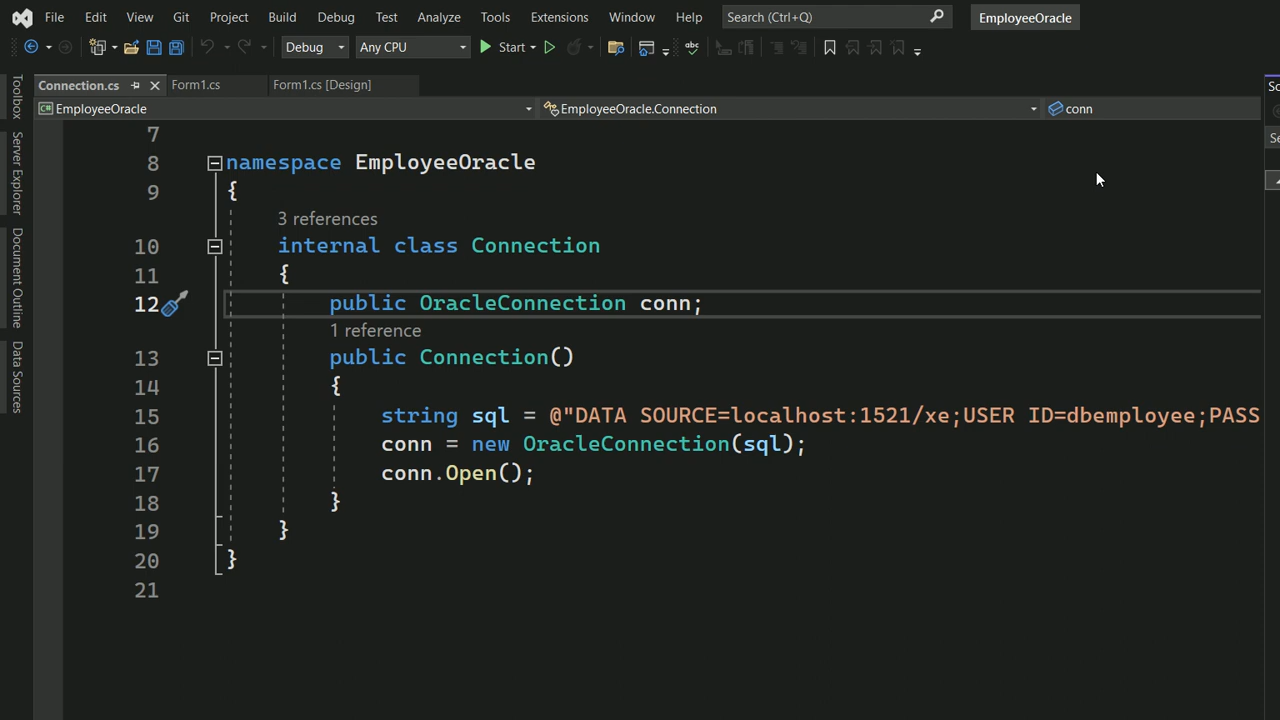 File Edit View Git Project Build Debug Test Analyze Tools Extensions Window Help Search (Ctrl+Q) EmployeeOracle
Debug Any CPU Start
Connection.cs Form1.cs Form1.cs [Design]
EmployeeOracle EmployeeOracle.Connection conn
Toolbox
Server Explorer
Document Outline
Data Sources
7
8 namespace EmployeeOracle
9 {
3 references
10 internal class Connection
11 {
12 public OracleConnection conn;
1 reference
13 public Connection()
14 {
15 string sql = @"DATA SOURCE=localhost:1521/xe;USER ID=dbemployee;PASS
16 conn = new OracleConnection(sql);
17 conn.Open();
18 }
19 }
20 }
21